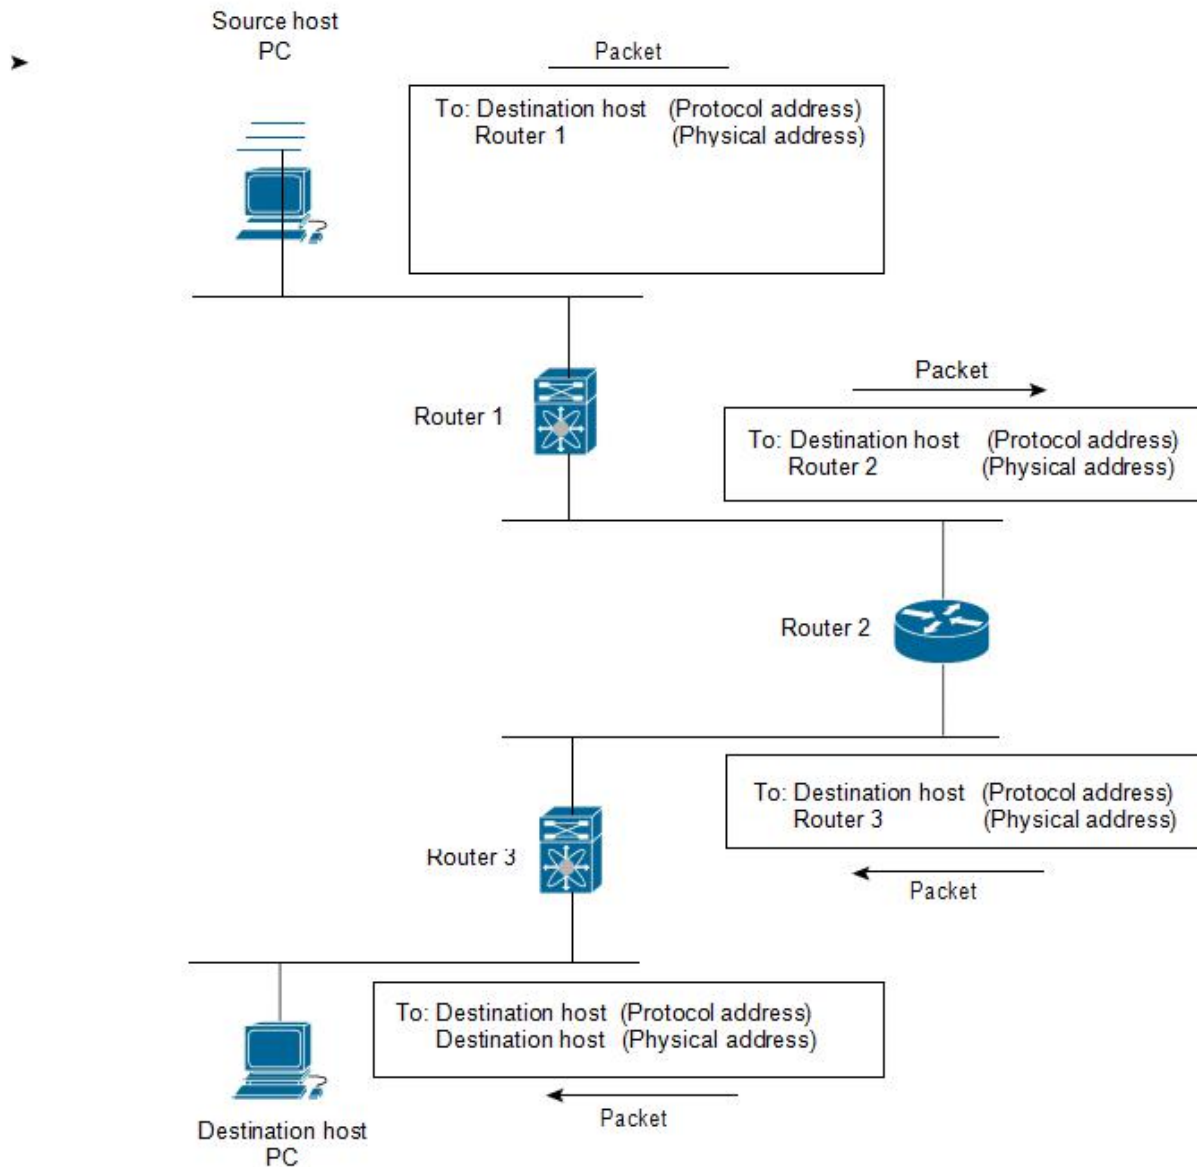 Source host
PC
Packet
To: Destination host (Protocol address)
Router 1 (Physical address)
Router 1
Packet
To: Destination host (Protocol address)
Router 2 (Physical address)
Router 2
To: Destination host (Protocol address)
Router 3 (Physical address)
Router 3
Packet
To: Destination host (Protocol address)
Destination host (Physical address)
Packet
Destination host
PC